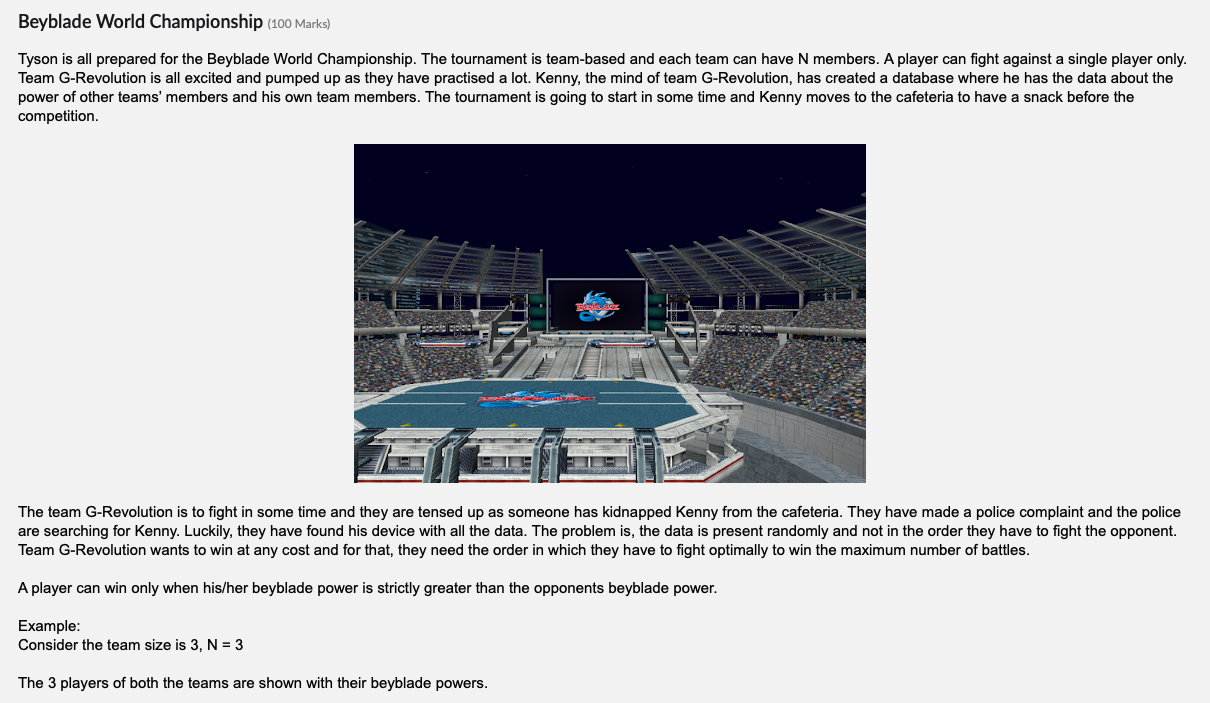 Beyblade World Championship (100 Marks)
Tyson is all prepared for the Beyblade World Championship. The tournament is team-based and each team can have N members. A player can fight against a single player only.
Team G-Revolution is all excited and pumped up as they have practised a lot. Kenny, the mind of team G-Revolution, has created a database where he has the data about the
power of other teams' members and his own team members. The tournament is going to start in some time and Kenny moves to the cafeteria to have a snack before the
competition.
BEYBLADE
The team G-Revolution is to fight in some time and they are tensed up as someone has kidnapped Kenny from the cafeteria. They have made a police complaint and the police
are searching for Kenny. Luckily, they have found his device with all the data. The problem is, the data is present randomly and not in the order they have to fight the opponent.
Team G-Revolution wants to win at any cost and for that, they need the order in which they have to fight optimally to win the maximum number of battles.
A player can win only when his/her beyblade power is strictly greater than the opponents beyblade power.
Example:
Consider the team size is 3, N = 3
The 3 players of both the teams are shown with their beyblade powers.